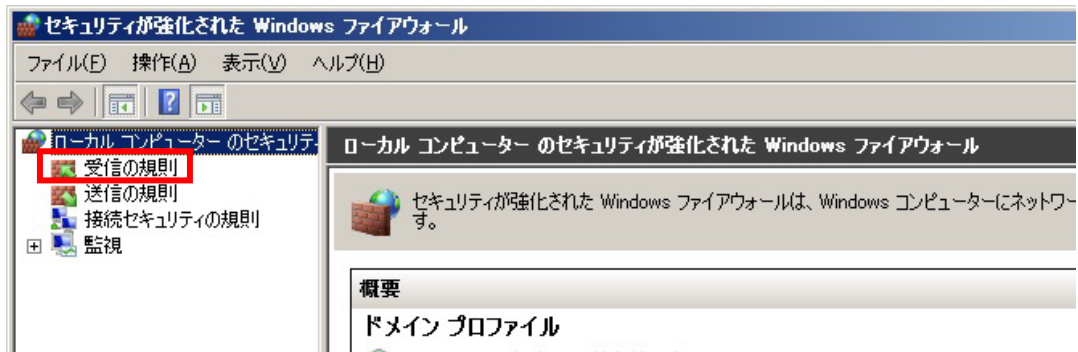 セキュリティが強化された Windows ファイアウォール
ファイル(F) 操作(A) 表示(V) ヘルプ(H)
ローカル コンピューター のセキュリテ
受信の規則
送信の規則
接続セキュリティの規則
監視
ローカル コンピューター のセキュリティが強化された Windows ファイアウォール
セキュリティが強化された Windows ファイアウォールは、Windows コンピューターにネットワー
す。
概要
ドメイン プロファイル